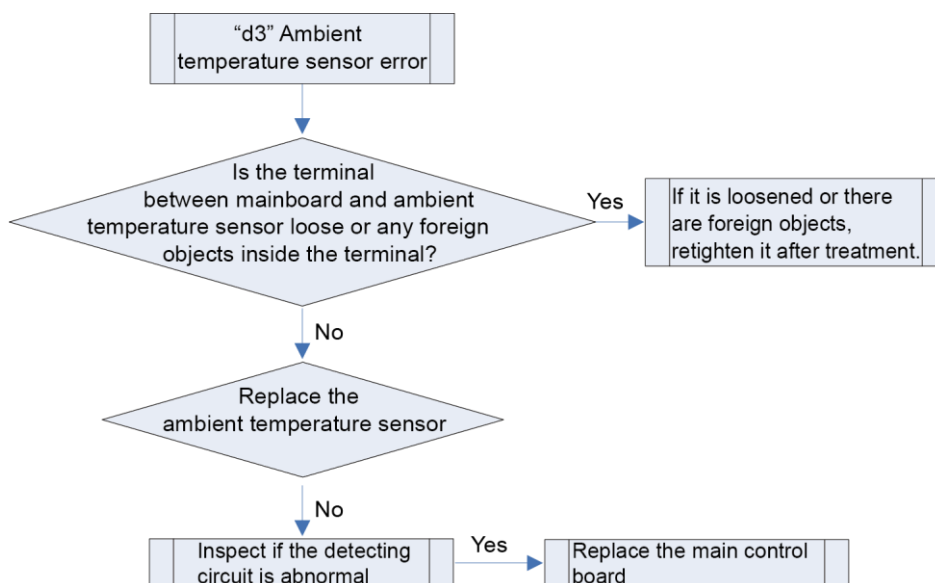 “d3” Ambient
temperature sensor error
Is the terminal
between mainboard and ambient
temperature sensor loose or any foreign
objects inside the terminal?
Yes
If it is loosened or there
are foreign objects,
retighten it after treatment.
No
Replace the
ambient temperature sensor
No
Inspect if the detecting
circuit is abnormal
Yes
Replace the main control
board